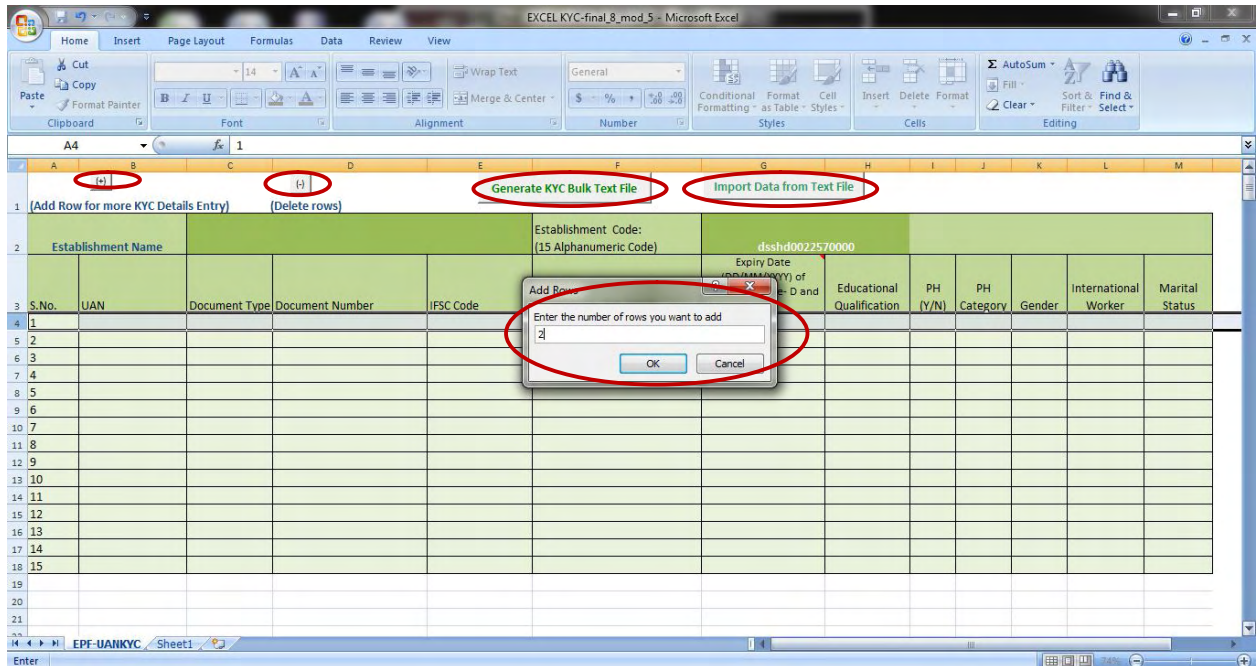 EXCEL KYC-final_8_mod_5 - Microsoft Excel
Home Insert Page Layout Formulas Data Review View
Cut
Copy
Format Painter
Paste
Clipboard
14
B I U
Font
Wrap Text
Merge & Center
Alignment
General
$ % ,
Number
Conditional Formatting
Format as Table
Cell Styles
Styles
Insert Delete Format
Cells
Σ AutoSum
Fill
Clear
Sort & Filter
Find & Select
Editing
A4 fx 1
A B C D E F G H I J K L M
(+) (-) Generate KYC Bulk Text File Import Data from Text File
1 (Add Row for more KYC Details Entry) (Delete rows)
2 Establishment Name Establishment Code: (15 Alphanumeric Code) dsshd0022570000
3 S.No. UAN Document Type Document Number IFSC Code Expiry Date (DD/MM/YYYY) of - D and Educational Qualification PH (Y/N) PH Category Gender International Worker Marital Status
Add Rows
Enter the number of rows you want to add
2
OK Cancel
4 1
5 2
6 3
7 4
8 5
9 6
10 7
11 8
12 9
13 10
14 11
15 12
16 13
17 14
18 15
19
20
21
EPF-UANKYC Sheet1
Enter 74%